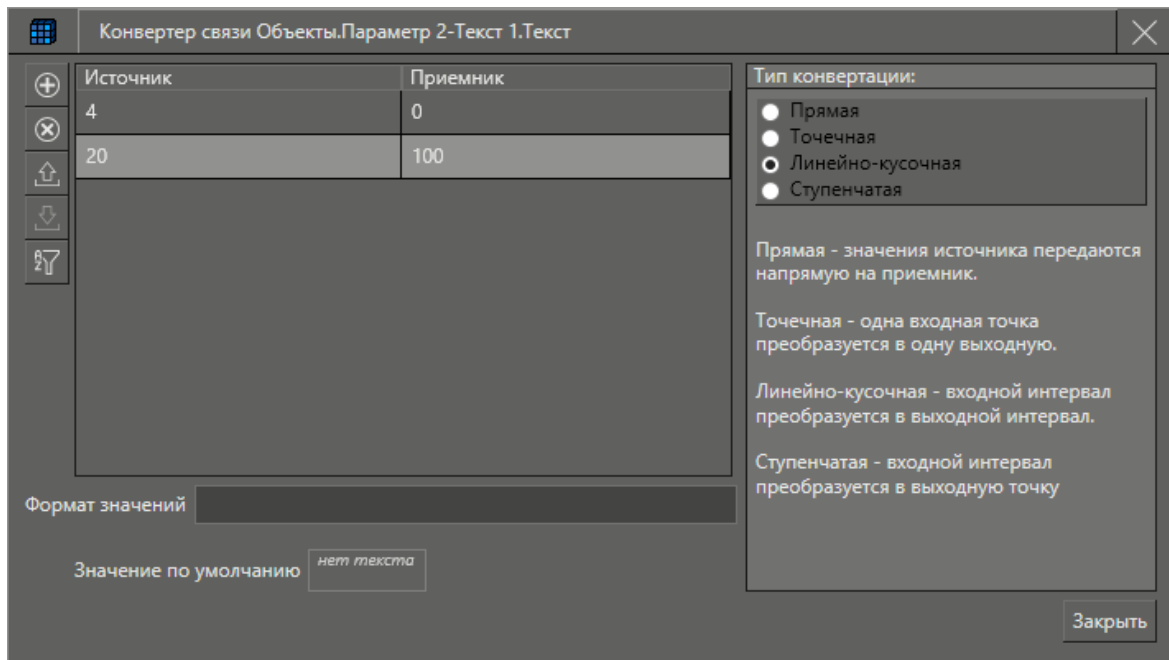 Конвертер связи Объекты.Параметр 2-Текст 1.Текст
Источник Приемник
4 0
20 100
Формат значений
Значение по умолчанию нет текста
Тип конвертации:
Прямая
Точечная
Линейно-кусочная
Ступенчатая
Прямая - значения источника передаются
напрямую на приемник.
Точечная - одна входная точка
преобразуется в одну выходную.
Линейно-кусочная - входной интервал
преобразуется в выходной интервал.
Ступенчатая - входной интервал
преобразуется в выходную точку
Закрыть